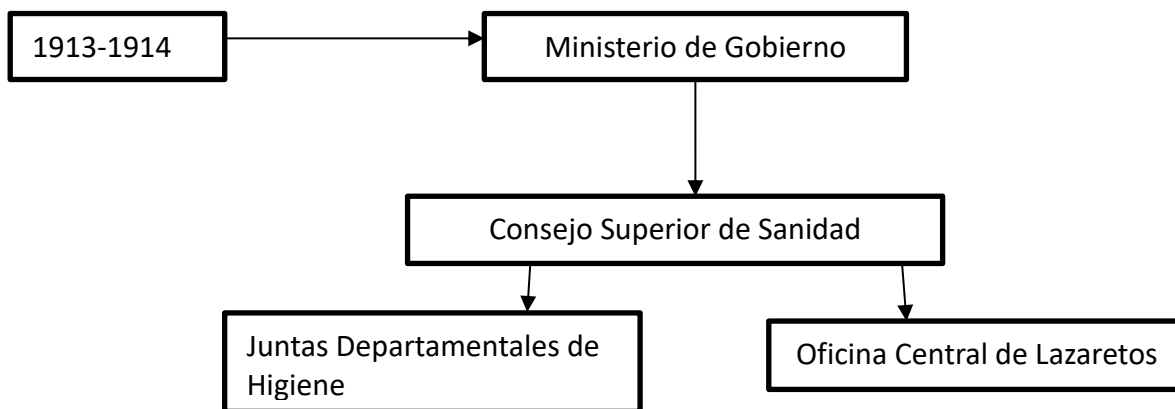 1913-1914
Ministerio de Gobierno
Consejo Superior de Sanidad
Juntas Departamentales de
Higiene
Oficina Central de Lazaretos